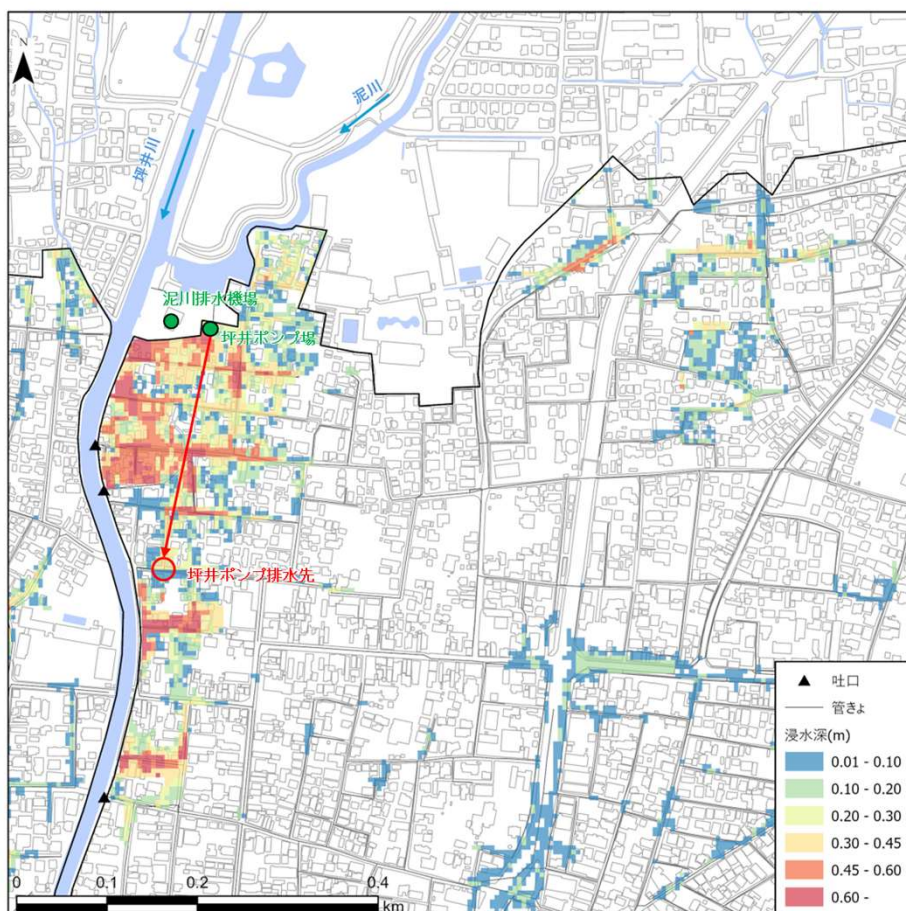 N
泥川
坪井川
泥川排水機場
坪井ポンプ場
坪井ポンプ排水先
吐口
管きょ
浸水深(m)
0.01 - 0.10
0.10 - 0.20
0.20 - 0.30
0.30 - 0.45
0.45 - 0.60
0.60 -
0 0.1 0.2 0.4
km